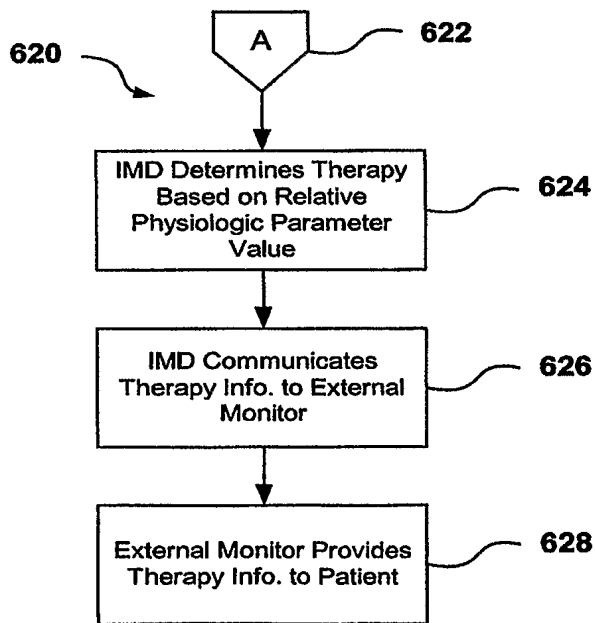 A
622
620
IMD Determines Therapy
Based on Relative
Physiologic Parameter
Value
624
IMD Communicates
Therapy Info. to External
Monitor
626
External Monitor Provides
Therapy Info. to Patient
628